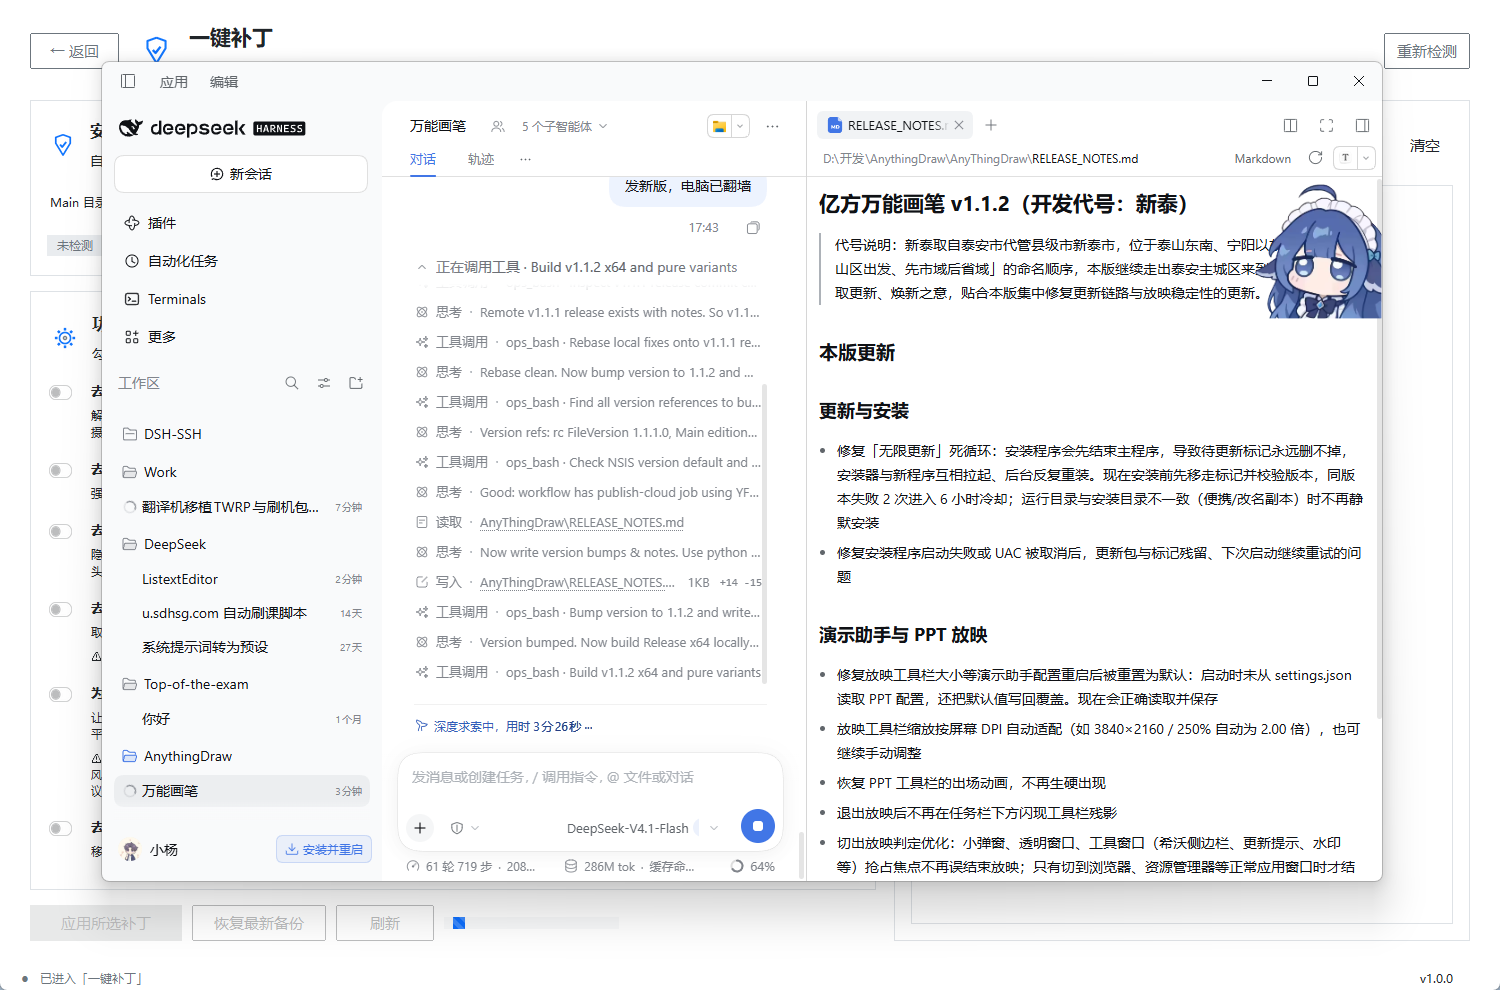 ← 返回
一键补丁
重新检测
应用
编辑
deepseek HARNESS
新会话
插件
自动化任务
Terminals
更多
工作区
DSH-SSH
Work
翻译机移植TWRP与刷机包... 7分钟
DeepSeek
ListextEditor 2分钟
u.sdhsg.com 自动刷课脚本 14天
系统提示词转为预设 27天
Top-of-the-exam
你好 1个月
AnythingDraw
万能画笔 3分钟
小杨
安装并重启
Main 目录
未检测
万能画笔
5 个子智能体
对话
轨迹
发新版，电脑已翻墙
17:43
正在调用工具 · Build v1.1.2 x64 and pure variants
思考 · Remote v1.1.1 release exists with notes. So v1.1...
工具调用 · ops_bash · Rebase local fixes onto v1.1.1 re...
思考 · Rebase clean. Now bump version to 1.1.2 and ...
工具调用 · ops_bash · Find all version references to bu...
思考 · Version refs: rc FileVersion 1.1.1.0, Main edition...
工具调用 · ops_bash · Check NSIS version default and ...
思考 · Good: workflow has publish-cloud job using YF...
读取 AnyThingDraw\RELEASE_NOTES.md
思考 · Now write version bumps & notes. Use python ...
写入 AnyThingDraw\RELEASE_NOTES.... 1KB +14 -15
工具调用 · ops_bash · Bump version to 1.1.2 and write...
思考 · Version bumped. Now build Release x64 locally...
工具调用 · ops_bash · Build v1.1.2 x64 and pure variants
深度求索中，用时 3分26秒 ...
发消息或创建任务, / 调用指令, @ 文件或对话
DeepSeek-V4.1-Flash
61 轮 719 步 · 208...
286M tok · 缓存命...
64%
RELEASE_NOTES.
D:\开发\AnythingDraw\AnyThingDraw\RELEASE_NOTES.md
Markdown
T
亿方万能画笔 v1.1.2（开发代号：新泰）
代号说明：新泰取自泰安市代管县级市新泰市，位于泰山东南、宁阳以
山区出发、先市域后省域」的命名顺序，本版继续走出泰安主城区来到
取更新、焕新之意，贴合本版集中修复更新链路与放映稳定性的更新。
本版更新
更新与安装
修复「无限更新」死循环：安装程序会先结束主程序，导致待更新标记永远删不掉，
安装器与新程序互相拉起、后台反复重装。现在安装前先移走标记并校验版本，同版
本失败 2 次进入 6 小时冷却；运行目录与安装目录不一致（便携/改名副本）时不再静
默安装
修复安装程序启动失败或 UAC 被取消后，更新包与标记残留、下次启动继续重试的问
题
演示助手与 PPT 放映
修复放映工具栏大小等演示助手配置重启后被重置为默认：启动时未从 settings.json
读取 PPT 配置，还把默认值写回覆盖。现在会正确读取并保存
放映工具栏缩放按屏幕 DPI 自动适配（如 3840×2160 / 250% 自动为 2.00 倍），也可
继续手动调整
恢复 PPT 工具栏的出场动画，不再生硬出现
退出放映后不再在任务栏下方闪现工具栏残影
切出放映判定优化：小弹窗、透明窗口、工具窗口（希沃侧边栏、更新提示、水印
等）抢占焦点不再误结束放映；只有切到浏览器、资源管理器等正常应用窗口时才结
清空
应用所选补丁
恢复最新备份
刷新
已进入「一键补丁」
v1.0.0